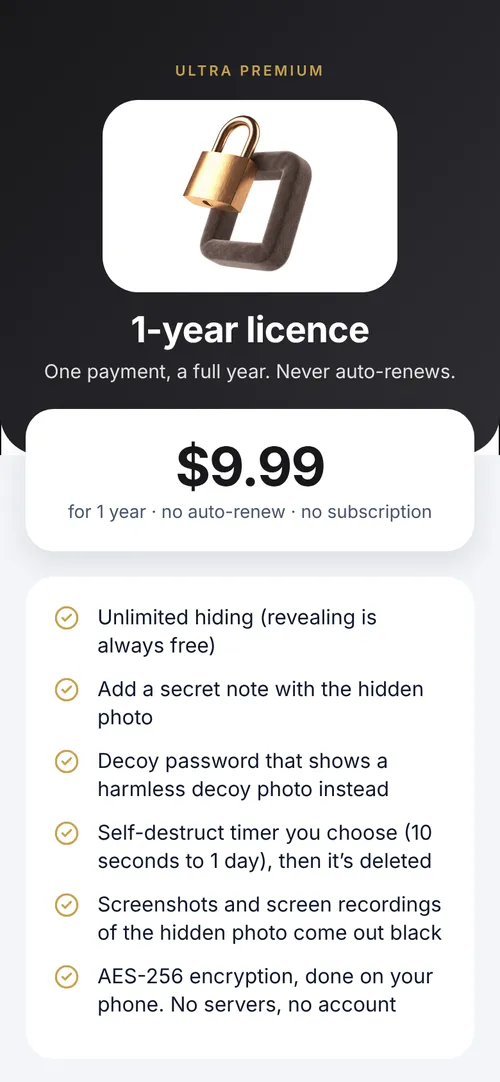 ULTRA PREMIUM
1-year licence
One payment, a full year. Never auto-renews.
$9.99
for 1 year · no auto-renew · no subscription
Unlimited hiding (revealing is
always free)
Add a secret note with the hidden
photo
Decoy password that shows a
harmless decoy photo instead
Self-destruct timer you choose (10
seconds to 1 day), then it’s deleted
Screenshots and screen recordings
of the hidden photo come out black
AES-256 encryption, done on your
phone. No servers, no account